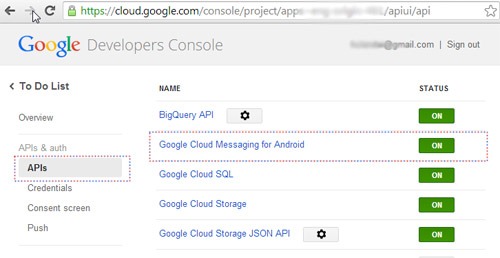 https://cloud.google.com/console/project/ /apiui/api
Google Developers Console
@gmail.com | Sign out
To Do List
NAME STATUS
Overview
BigQuery API ON
APIs & auth
Google Cloud Messaging for Android ON
APIs
Google Cloud SQL ON
Credentials
Google Cloud Storage ON
Consent screen
Push
Google Cloud Storage JSON API ON